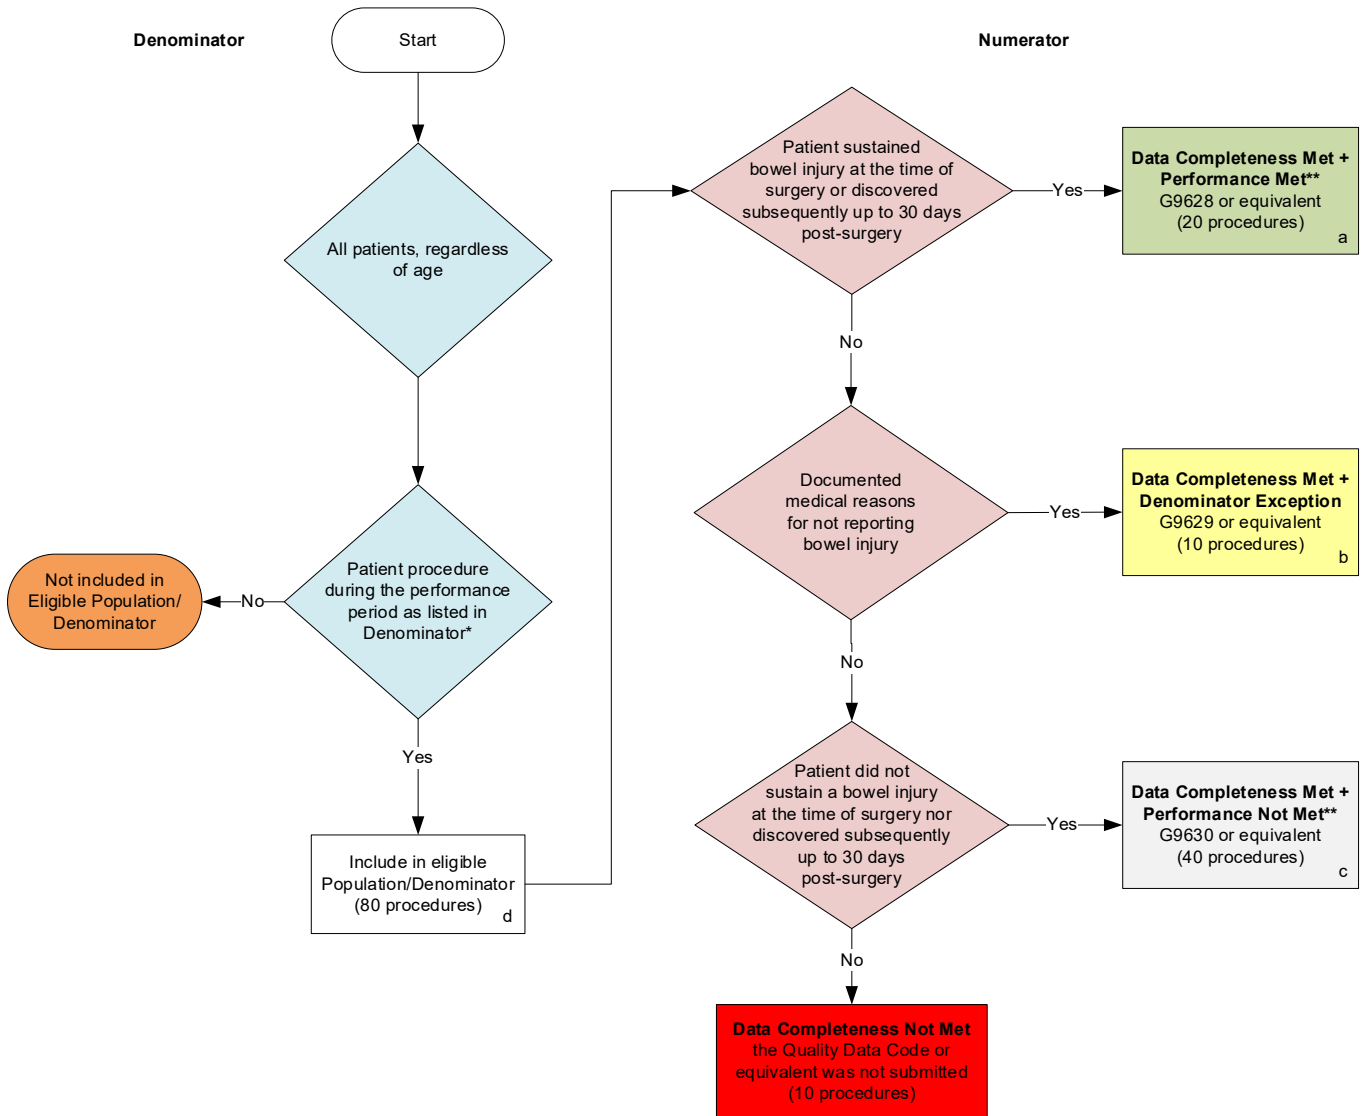 Denominator
Start
All patients, regardless
of age
Patient procedure
during the performance
period as listed in
Denominator*
No
Not included in
Eligible Population/
Denominator
Yes
Include in eligible
Population/Denominator
(80 procedures)
d
Numerator
Patient sustained
bowel injury at the time of
surgery or discovered
subsequently up to 30 days
post-surgery
Yes
Data Completeness Met +
Performance Met**
G9628 or equivalent
(20 procedures)
a
No
Documented
medical reasons
for not reporting
bowel injury
Yes
Data Completeness Met +
Denominator Exception
G9629 or equivalent
(10 procedures)
b
No
Patient did not
sustain a bowel injury
at the time of surgery nor
discovered subsequently
up to 30 days
post-surgery
Yes
Data Completeness Met +
Performance Not Met**
G9630 or equivalent
(40 procedures)
c
No
Data Completeness Not Met
the Quality Data Code or
equivalent was not submitted
(10 procedures)